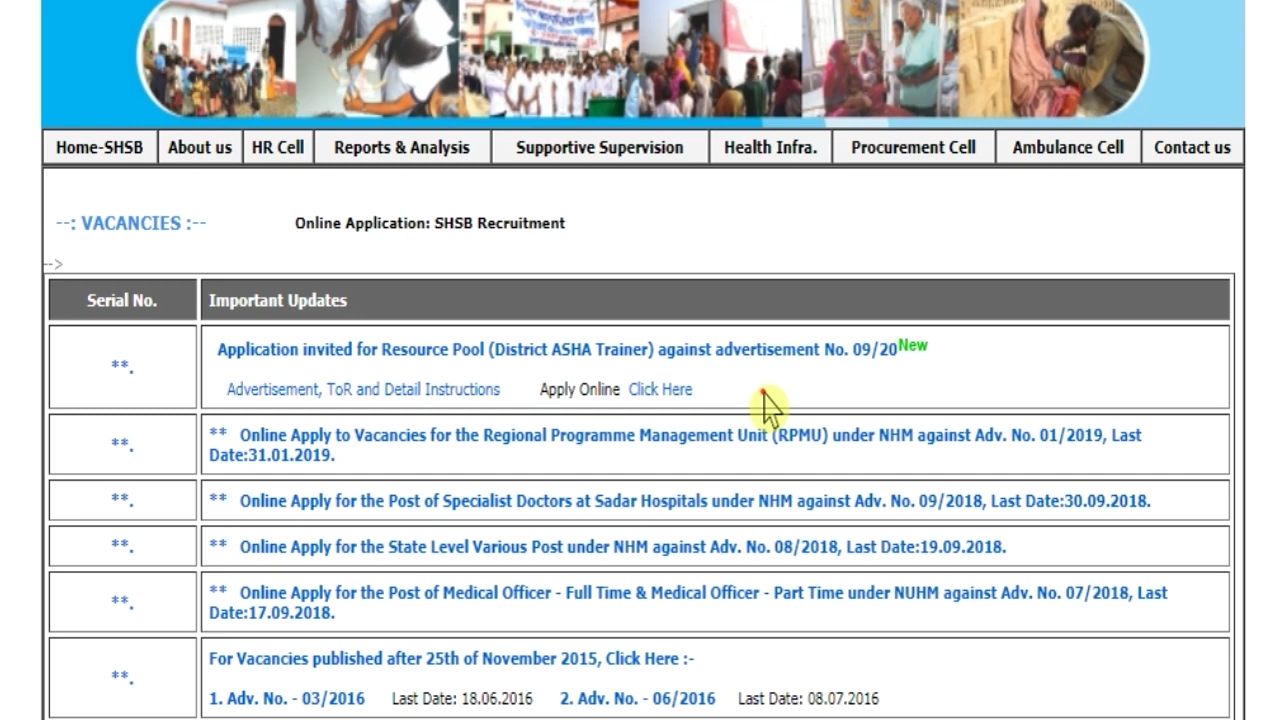 Home-SHSB About us HR Cell Reports & Analysis Supportive Supervision Health Infra. Procurement Cell Ambulance Cell Contact us
--: VACANCIES :-- Online Application: SHSB Recruitment
-->
Serial No. Important Updates
**. Application invited for Resource Pool (District ASHA Trainer) against advertisement No. 09/20 New
Advertisement, ToR and Detail Instructions Apply Online Click Here
**. ** Online Apply to Vacancies for the Regional Programme Management Unit (RPMU) under NHM against Adv. No. 01/2019, Last
Date:31.01.2019.
**. ** Online Apply for the Post of Specialist Doctors at Sadar Hospitals under NHM against Adv. No. 09/2018, Last Date:30.09.2018.
**. ** Online Apply for the State Level Various Post under NHM against Adv. No. 08/2018, Last Date:19.09.2018.
**. ** Online Apply for the Post of Medical Officer - Full Time & Medical Officer - Part Time under NUHM against Adv. No. 07/2018, Last
Date:17.09.2018.
**. For Vacancies published after 25th of November 2015, Click Here :-
1. Adv. No. - 03/2016 Last Date: 18.06.2016 2. Adv. No. - 06/2016 Last Date: 08.07.2016